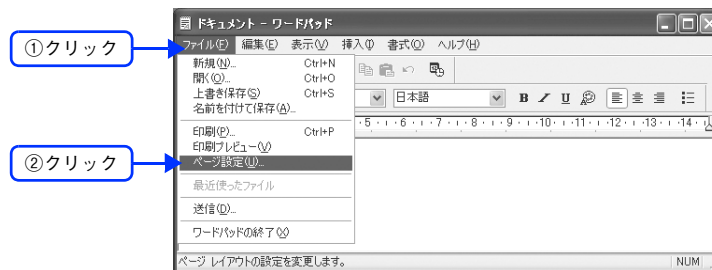 ドキュメント - ワードパッド
①クリック
ファイル(F) 編集(E) 表示(V) 挿入(I) 書式(O) ヘルプ(H)
新規(N)... Ctrl+N
開く(O)... Ctrl+O
上書き保存(S) Ctrl+S
名前を付けて保存(A)...
日本語 B / U
·5·ı·6·ı·7·ı·8·ı·9·ı·10·ı·11·ı·12·ı·13·ı·14·ı
印刷(P)... Ctrl+P
印刷プレビュー(V)
②クリック
ページ設定(U)...
最近使ったファイル
送信(D)...
ワードパッドの終了(X)
ページ レイアウトの設定を変更します。 NUM